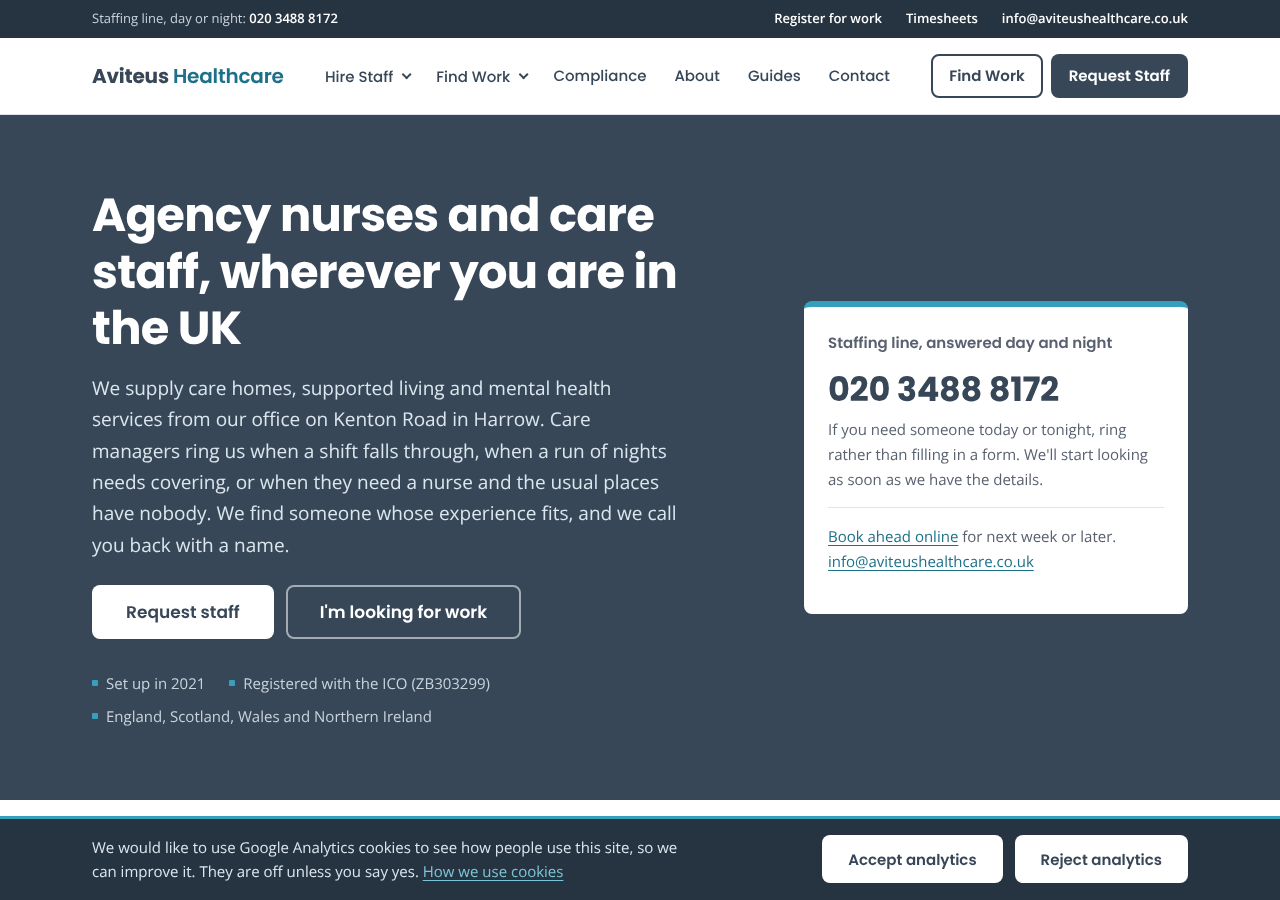 Staffing line, day or night: 020 3488 8172
Register for work Timesheets info@aviteushealthcare.co.uk
Aviteus Healthcare
Hire Staff Find Work Compliance About Guides Contact Find Work Request Staff
Agency nurses and care
staff, wherever you are in
the UK
We supply care homes, supported living and mental health
services from our office on Kenton Road in Harrow. Care
managers ring us when a shift falls through, when a run of nights
needs covering, or when they need a nurse and the usual places
have nobody. We find someone whose experience fits, and we call
you back with a name.
Request staff I'm looking for work
Set up in 2021 Registered with the ICO (ZB303299)
England, Scotland, Wales and Northern Ireland
Staffing line, answered day and night
020 3488 8172
If you need someone today or tonight, ring
rather than filling in a form. We'll start looking
as soon as we have the details.
Book ahead online for next week or later.
info@aviteushealthcare.co.uk
We would like to use Google Analytics cookies to see how people use this site, so we
can improve it. They are off unless you say yes. How we use cookies
Accept analytics Reject analytics